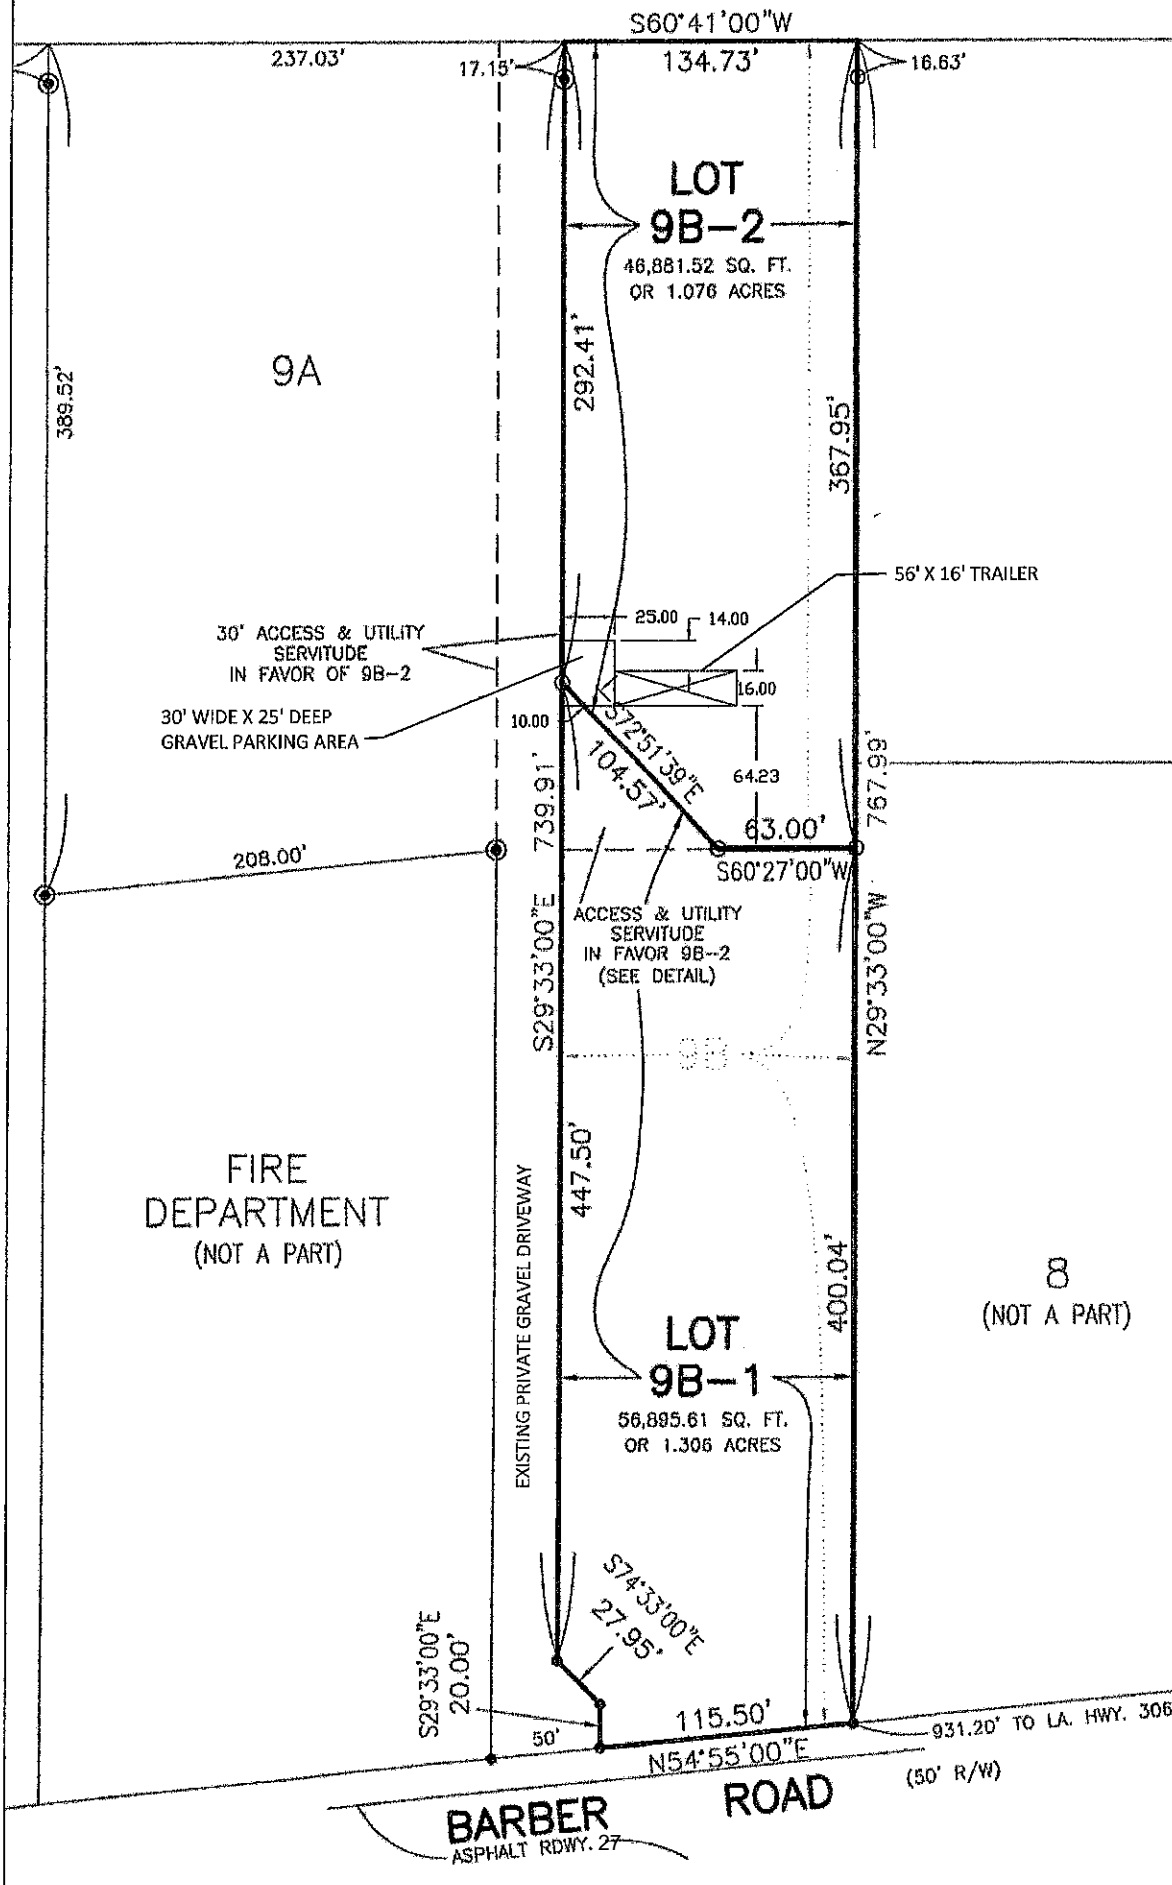 S60°41'00"W
237.03'
17.15'
134.73'
16.63'
LOT
9B-2
46,881.52 SQ. FT.
OR 1.076 ACRES
292.41'
9A
389.52'
367.95'
56' X 16' TRAILER
30' ACCESS & UTILITY
SERVITUDE
IN FAVOR OF 9B-2
25.00
14.00
16.00
30' WIDE X 25' DEEP
GRAVEL PARKING AREA
10.00
S72°51'39"E
104.57'
64.23
739.91'
S29°33'00"E
767.99'
N29°33'00"W
63.00'
S60°27'00"W
208.00'
ACCESS & UTILITY
SERVITUDE
IN FAVOR 9B-2
(SEE DETAIL)
9B
FIRE
DEPARTMENT
(NOT A PART)
EXISTING PRIVATE GRAVEL DRIVEWAY
447.50'
400.04'
8
(NOT A PART)
LOT
9B-1
56,895.61 SQ. FT.
OR 1.306 ACRES
S74°33'00"E
27.95'
S29°33'00"E
20.00'
50'
115.50'
N54°55'00"E
931.20' TO LA. HWY. 306
(50' R/W)
BARBER ROAD
ASPHALT RDWY. 27